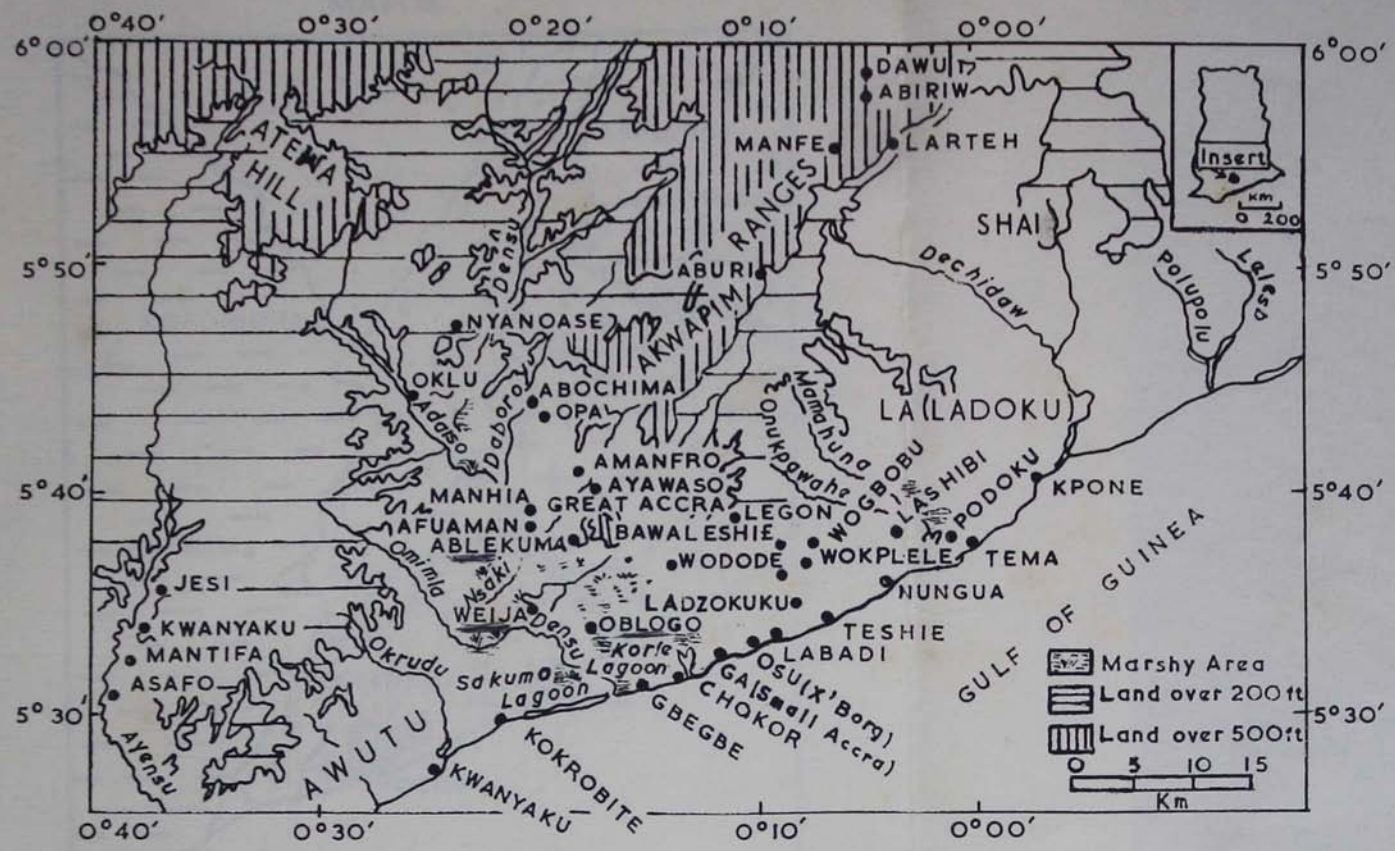 0°40′ 0°30′ 0°20′ 0°10′ 0°00′
6°00′ 6°00′
DAWU
ABIRIW
Insert
KM
0 200
ATEWA
HILL
MANFE
LARTEH
RANGES
SHAI
5°50′ 5°50′
Densu
ABURI
Dechidaw
Polupolu
Laleso
NYANOASE
AKWAPIM
OKLU
Adaiso
Daboro
ABOCHIMA
OPA
Mamahuna
Onukpawahe
LA (LADOKU
AMANFRO
AYAWASO
5°40′ 5°40′
MANHIA
GREAT ACCRA
LEGON
WOGBOBU
LASHIBI
PODOKU
KPONE
AFUAMAN
BAWALESHIE
ABLEKUMA
Omimla
Nsaki
WODODE
WOKPLELE
TEMA
JESI
NUNGUA
WEIJA
Densu
LADZOKUKU
OBLOGO
KWANYAKU
TESHIE
MANTIFA
Okrudu
Korle
Lagoon
LABADI
ASAFO
Sakuma
Lagoon
OSU (X'Borg)
GA (Small Accra)
CHOKOR
GBEGBE
5°30′ 5°30′
Ayensu
AWUTU
KOKROBITE
KWANYAKU
GULF OF GUINEA
Marshy Area
Land over 200ft
Land over 500ft
0 5 10 15
Km
0°40′ 0°30′ 0°10′ 0°00′